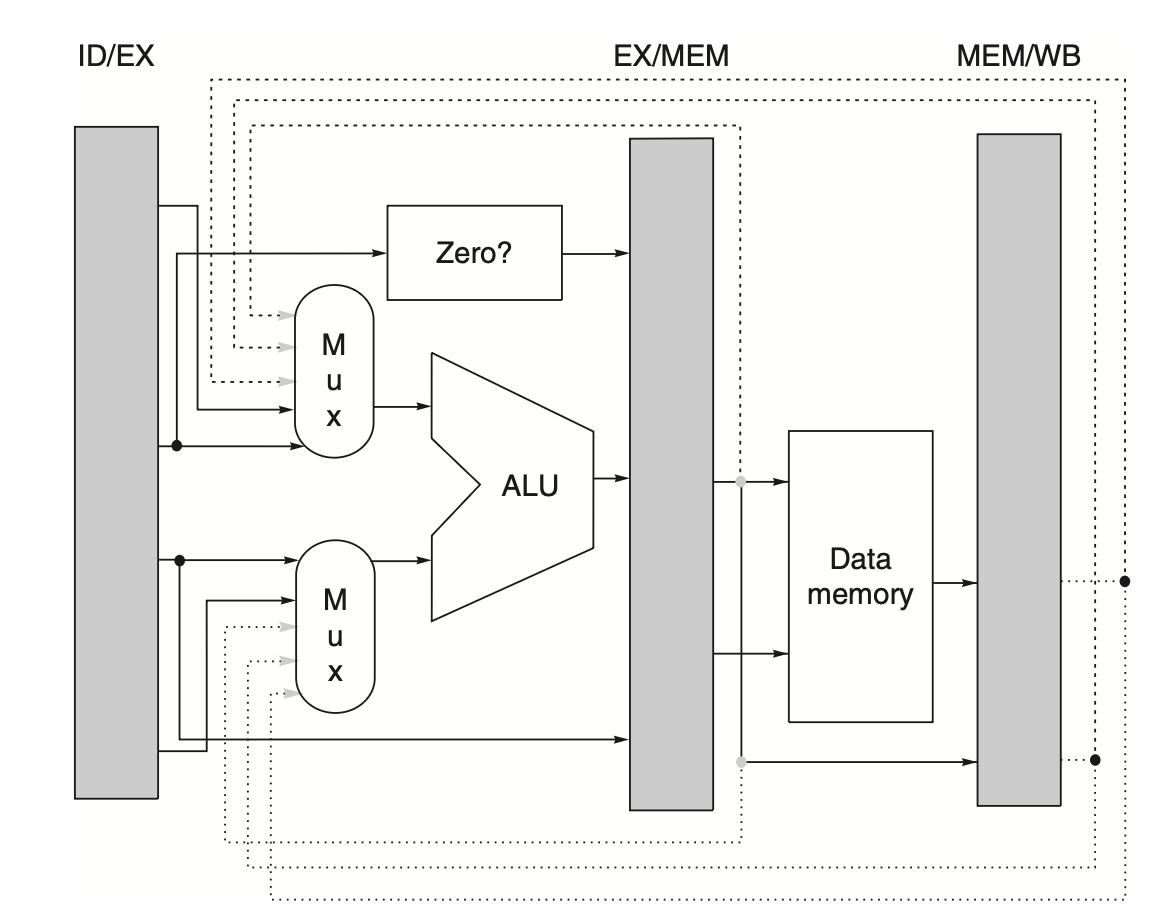 ID/EX
EX/MEM
MEM/WB
Zero?
M
u
x
ALU
Data
memory
M
u
x